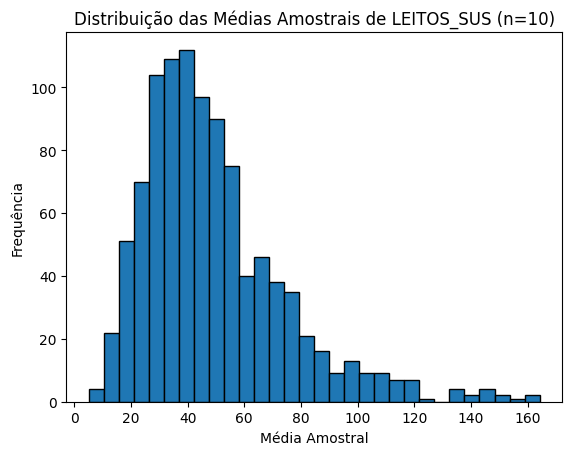 Distribuição das Médias Amostrais de LEITOS_SUS (n=10)
Frequência
100
80
60
40
20
0
0 20 40 60 80 100 120 140 160
Média Amostral